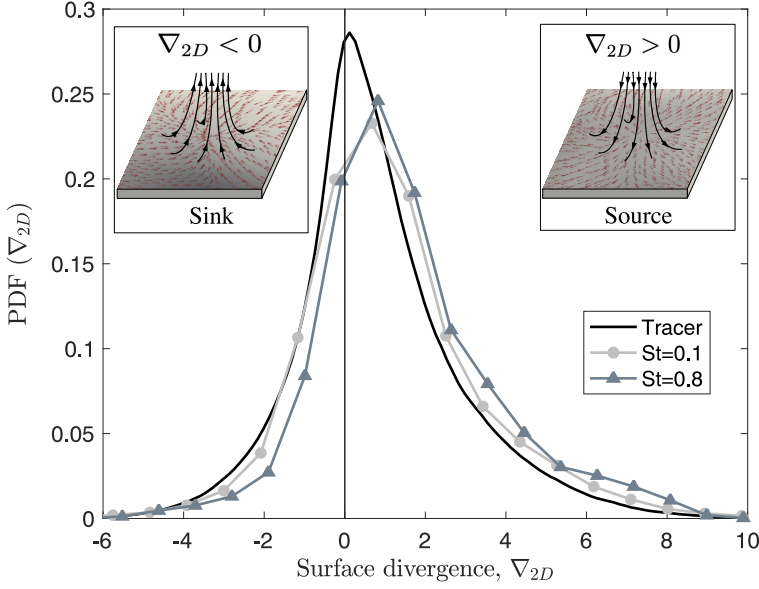 ∇2D < 0
Sink
∇2D > 0
Source
PDF (∇2D)
0.3
0.25
0.2
0.15
0.1
0.05
0
Tracer
St=0.1
St=0.8
-6 -4 -2 0 2 4 6 8 10
Surface divergence, ∇2D